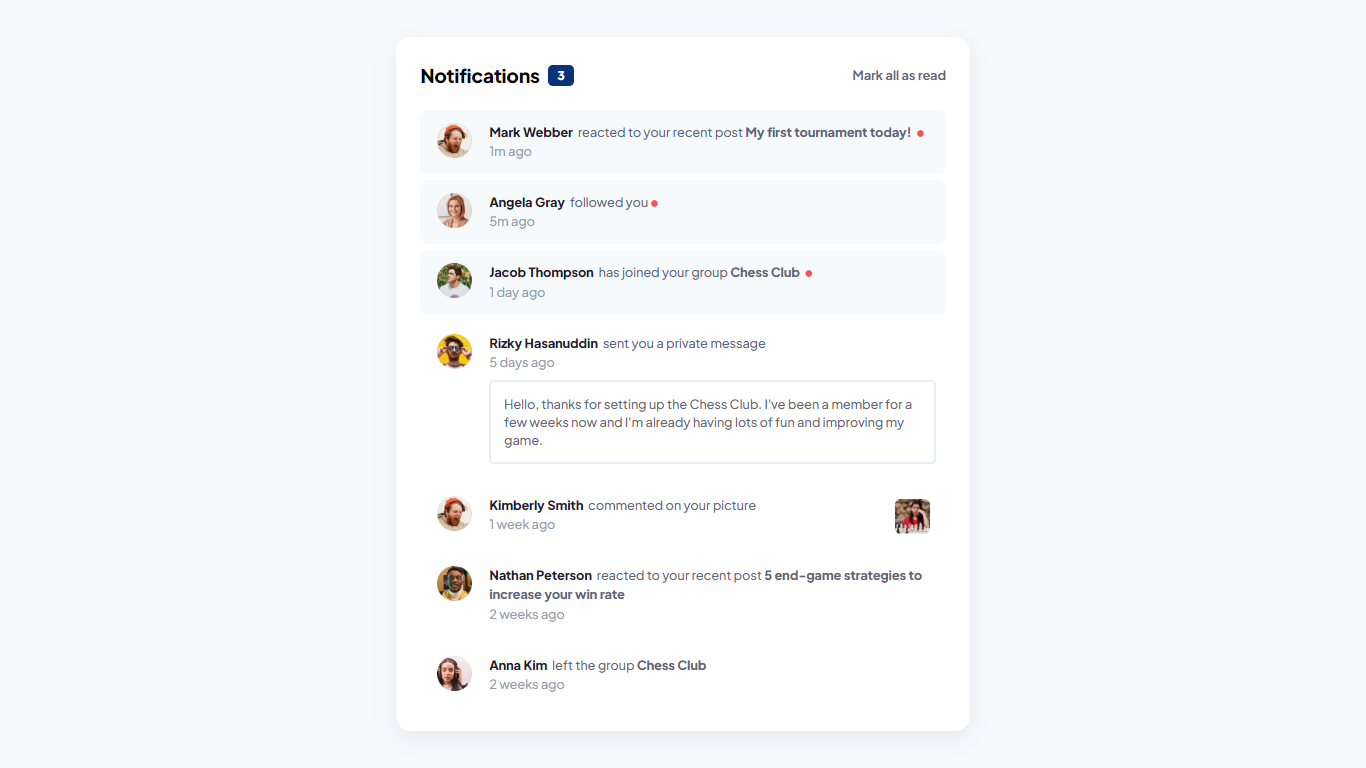 Notifications 3 Mark all as read
Mark Webber reacted to your recent post My first tournament today!
1m ago
Angela Gray followed you
5m ago
Jacob Thompson has joined your group Chess Club
1 day ago
Rizky Hasanuddin sent you a private message
5 days ago
Hello, thanks for setting up the Chess Club. I've been a member for a
few weeks now and I'm already having lots of fun and improving my
game.
Kimberly Smith commented on your picture
1 week ago
Nathan Peterson reacted to your recent post 5 end-game strategies to
increase your win rate
2 weeks ago
Anna Kim left the group Chess Club
2 weeks ago